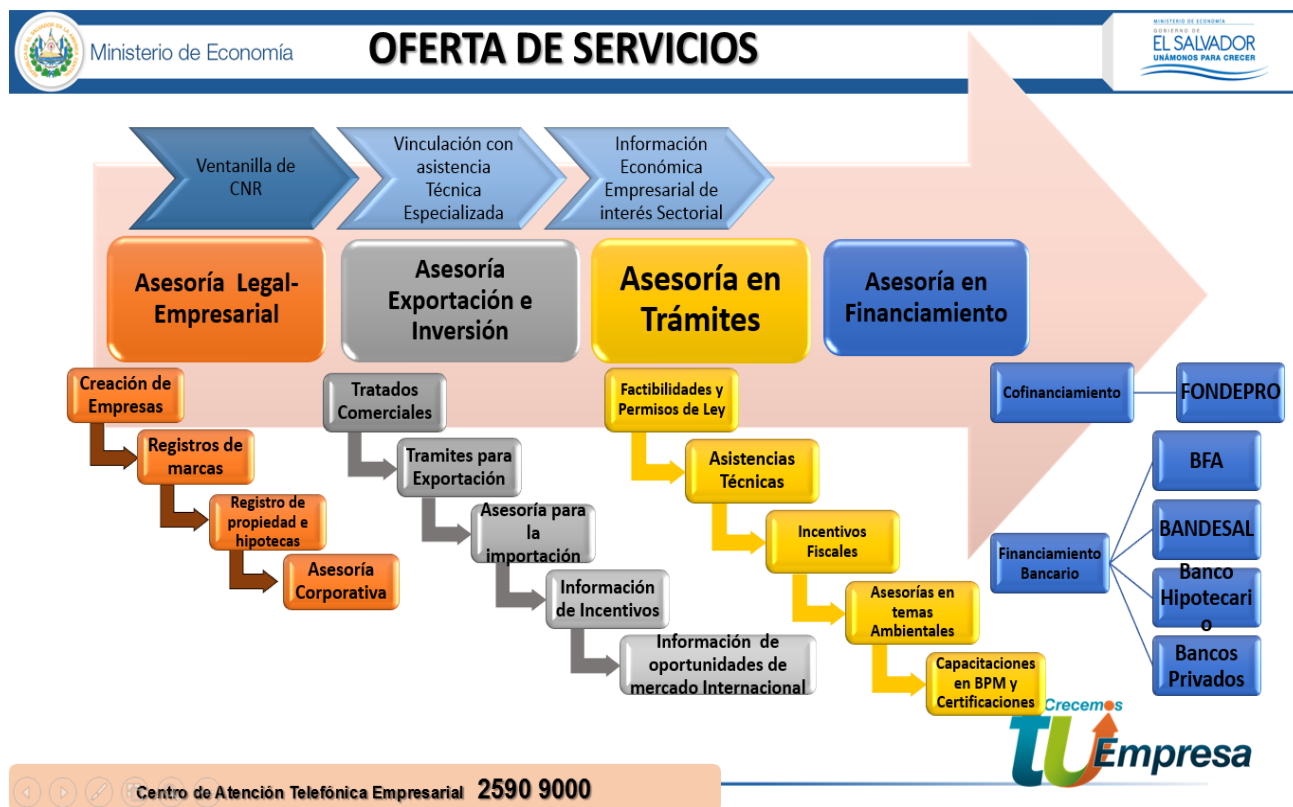 Ministerio de Economía
OFERTA DE SERVICIOS
MINISTERIO DE ECONOMÍA
GOBIERNO DE
EL SALVADOR
UNÁMONOS PARA CRECER
Ventanilla de
CNR
Vinculación con
asistencia
Técnica
Especializada
Información
Económica
Empresarial de
interés Sectorial
Asesoría Legal-
Empresarial
Asesoría
Exportación e
Inversión
Asesoría en
Trámites
Asesoría en
Financiamiento
Creación de
Empresas
Registros de
marcas
Registro de
propiedad e
hipotecas
Asesoría
Corporativa
Tratados
Comerciales
Tramites para
Exportación
Asesoría para
la
importación
Información
de Incentivos
Información de
oportunidades de
mercado Internacional
Factibilidades y
Permisos de Ley
Asistencias
Técnicas
Incentivos
Fiscales
Asesorías en
temas
Ambientales
Capacitaciones
en BPM y
Certificaciones
Cofinanciamiento
FONDEPRO
Financiamiento
Bancario
BFA
BANDESAL
Banco
Hipotecari
o
Bancos
Privados
Crecemos
TU
Empresa
Centro de Atención Telefónica Empresarial 2590 9000